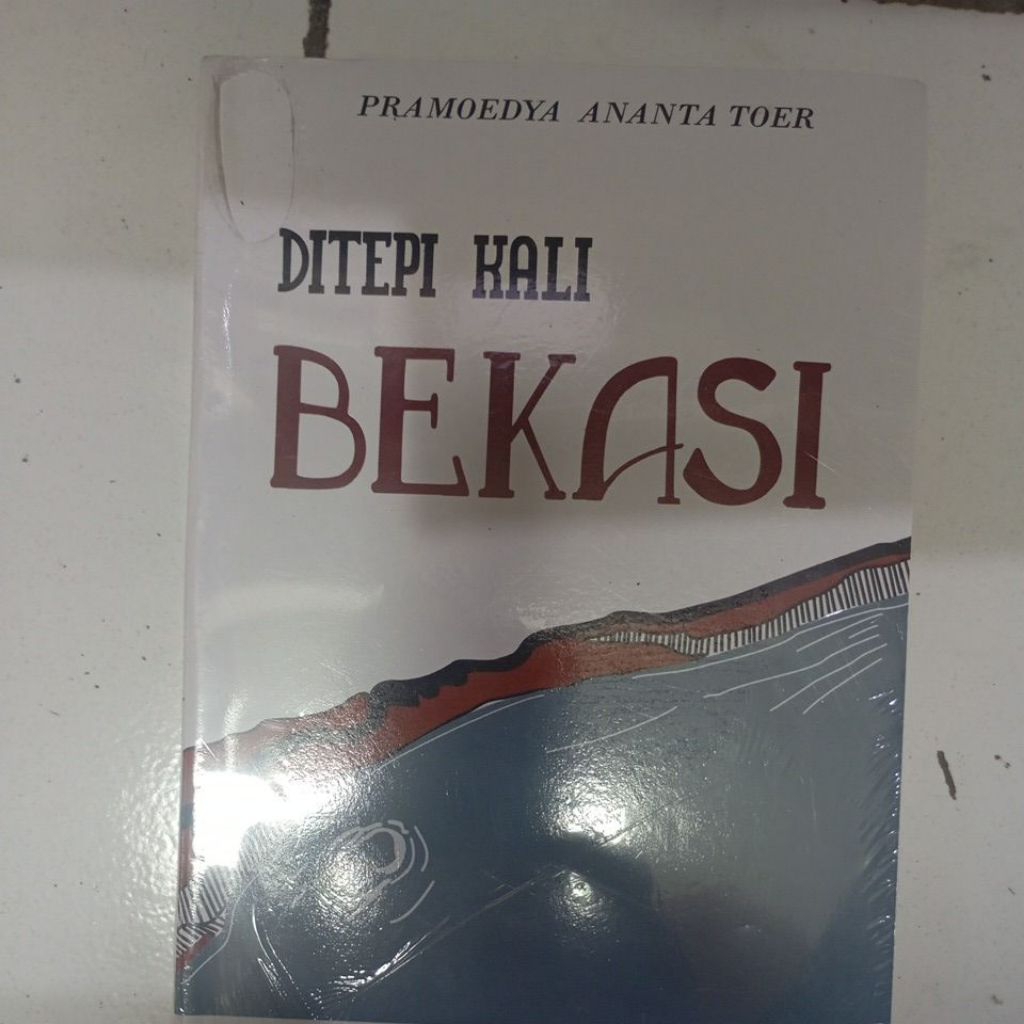 PRAMOEDYA ANANTA TOER
DITEPI KALI
BEKASI